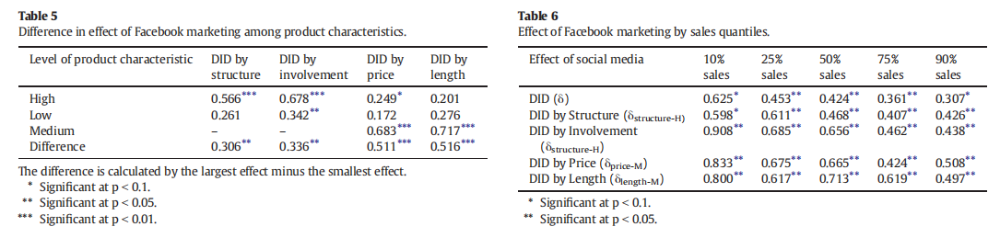 Table 5
Difference in effect of Facebook marketing among product characteristics.
Level of product characteristic DID by structure DID by involvement DID by price DID by length
High 0.566*** 0.678*** 0.249* 0.201
Low 0.261 0.342** 0.172 0.276
Medium – – 0.683*** 0.717***
Difference 0.306** 0.336** 0.511*** 0.516***
The difference is calculated by the largest effect minus the smallest effect.
* Significant at p < 0.1.
** Significant at p < 0.05.
*** Significant at p < 0.01.
Table 6
Effect of Facebook marketing by sales quantiles.
Effect of social media 10% sales 25% sales 50% sales 75% sales 90% sales
DID (δ) 0.625* 0.453** 0.424** 0.361** 0.307*
DID by Structure (δstructure-H) 0.598* 0.611** 0.468** 0.407** 0.426**
DID by Involvement 0.908** 0.685** 0.656** 0.462** 0.438**
(δstructure-H)
DID by Price (δprice-M) 0.833** 0.675** 0.665** 0.424** 0.508**
DID by Length (δlength-M) 0.800** 0.617** 0.713** 0.619** 0.497**
* Significant at p < 0.1.
** Significant at p < 0.05.